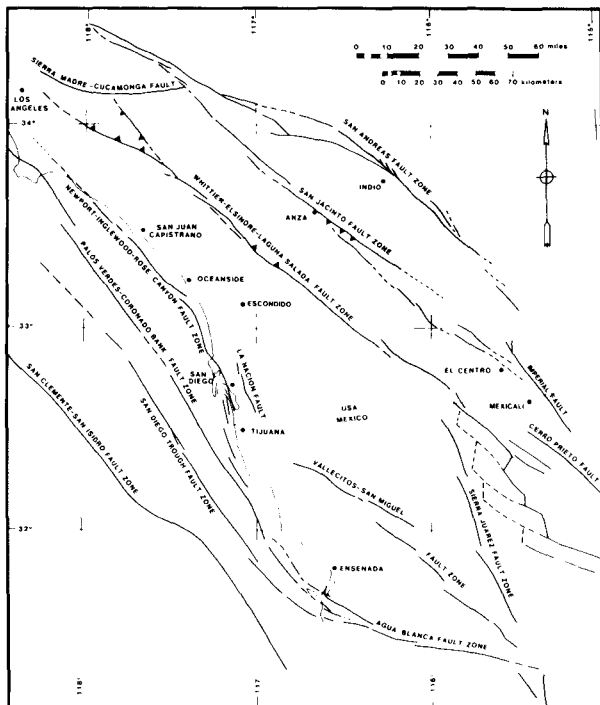 118°
117°
116°
115°
0 10 20 30 40 50 60 miles
0 10 20 30 40 50 60 70 kilometers
N
SIERRA MADRE-CUCAMONGA FAULT
LOS
ANGELES
34°
SAN ANDREAS FAULT ZONE
INDIO
SAN JACINTO FAULT ZONE
ANZA
WHITTIER-ELSINORE-LAGUNA SALADA FAULT ZONE
NEWPORT-INGLEWOOD-ROSE CANYON FAULT ZONE
SAN JUAN
CAPISTRANO
OCEANSIDE
PALOS VERDES-CORONADO BANK FAULT ZONE
ESCONDIDO
33°
SAN CLEMENTE-SAN ISIDRO FAULT ZONE
SAN DIEGO TROUGH FAULT ZONE
SAN
DIEGO
LA NACION FAULT
TIJUANA
USA
MEXICO
EL CENTRO
MEXICALI
IMPERIAL FAULT
CERRO PRIETO FAULT
VALLECITOS-SAN MIGUEL
FAULT ZONE
SIERRA JUAREZ FAULT ZONE
32°
ENSENADA
AGUA BLANCA FAULT ZONE
118°
117
116